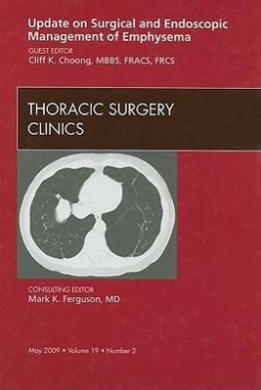 Update on Surgical and Endoscopic
Management of Emphysema
GUEST EDITOR
Cliff K. Choong, MBBS, FRACS, FRCS
THORACIC SURGERY
CLINICS
CONSULTING EDITOR
Mark K. Ferguson, MD
May 2009 • Volume 19 • Number 2